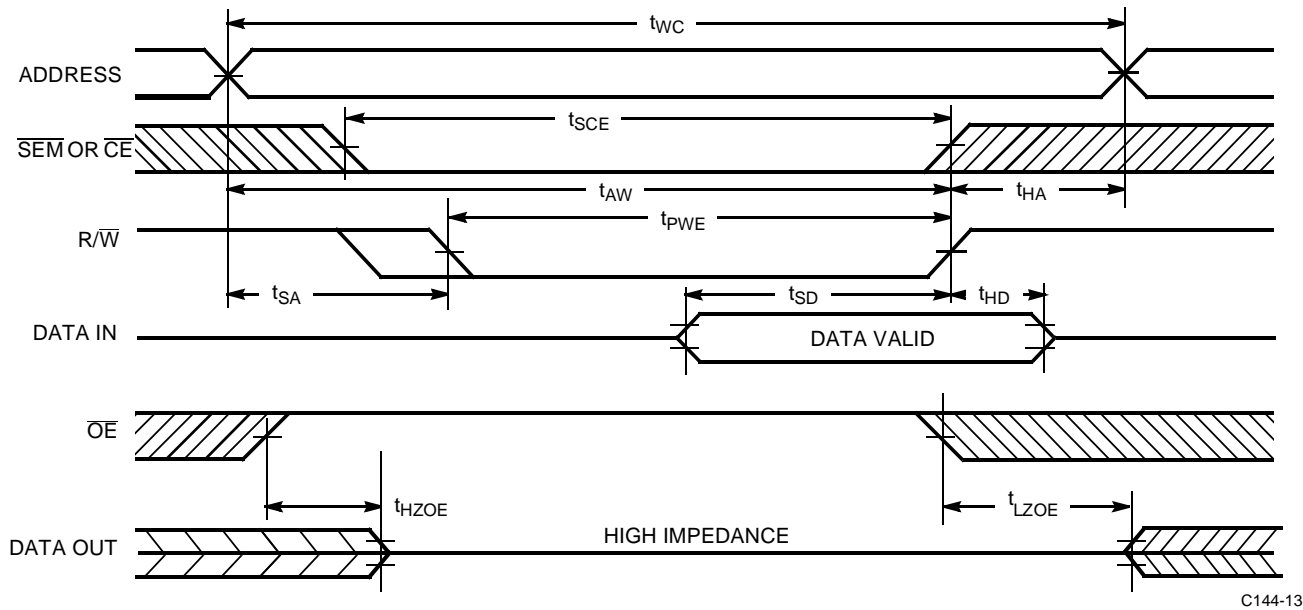 tWC
ADDRESS
tSCE
SEM OR CE
tAW
tHA
tPWE
R/W
tSA
tSD
tHD
DATA IN
DATA VALID
OE
tHZOE
tLZOE
DATA OUT
HIGH IMPEDANCE
C144-13